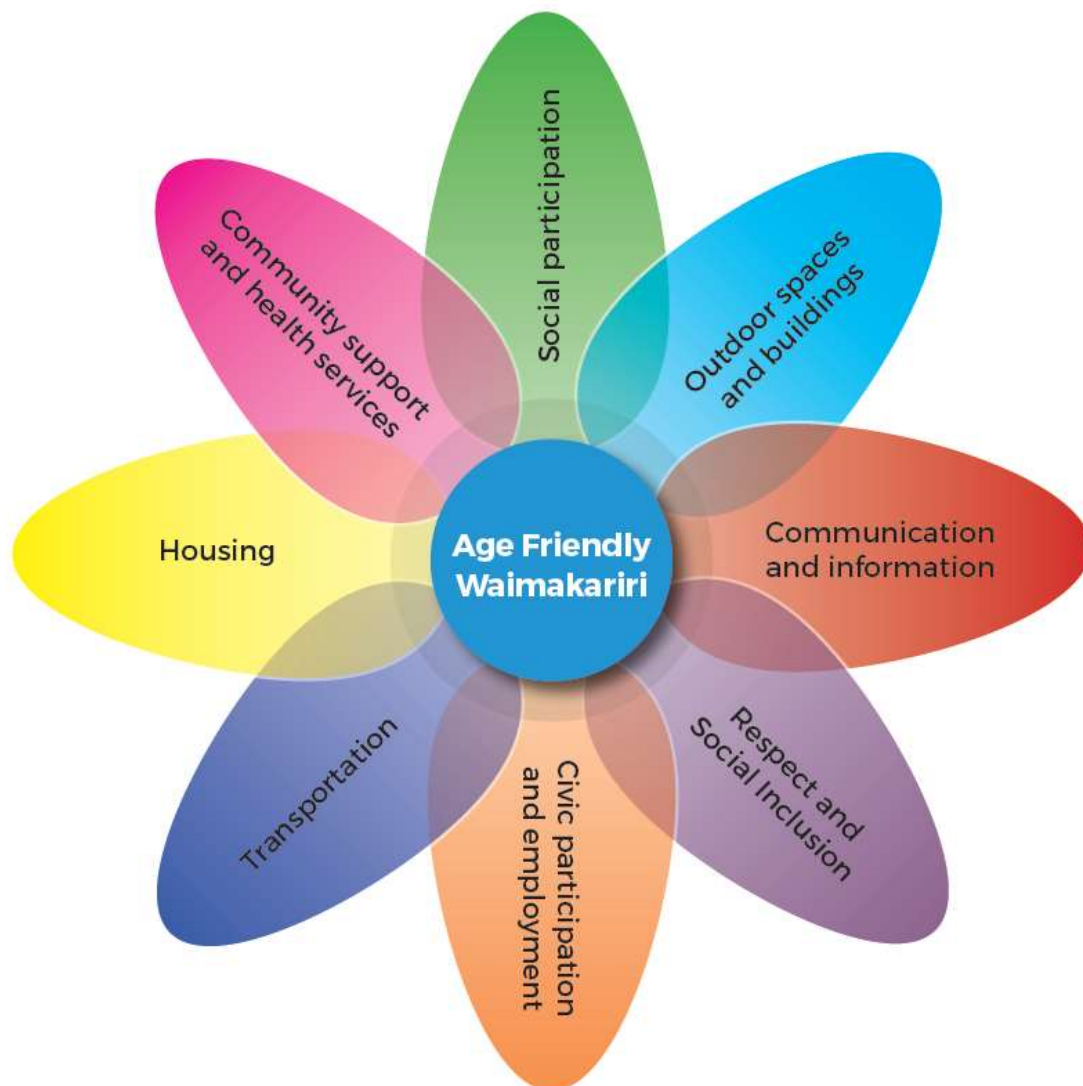 Social participation
Outdoor spaces
and buildings
Communication
and information
Respect and
Social Inclusion
Civic participation
and employment
Transportation
Housing
Community support
and health services
Age Friendly
Waimakariri